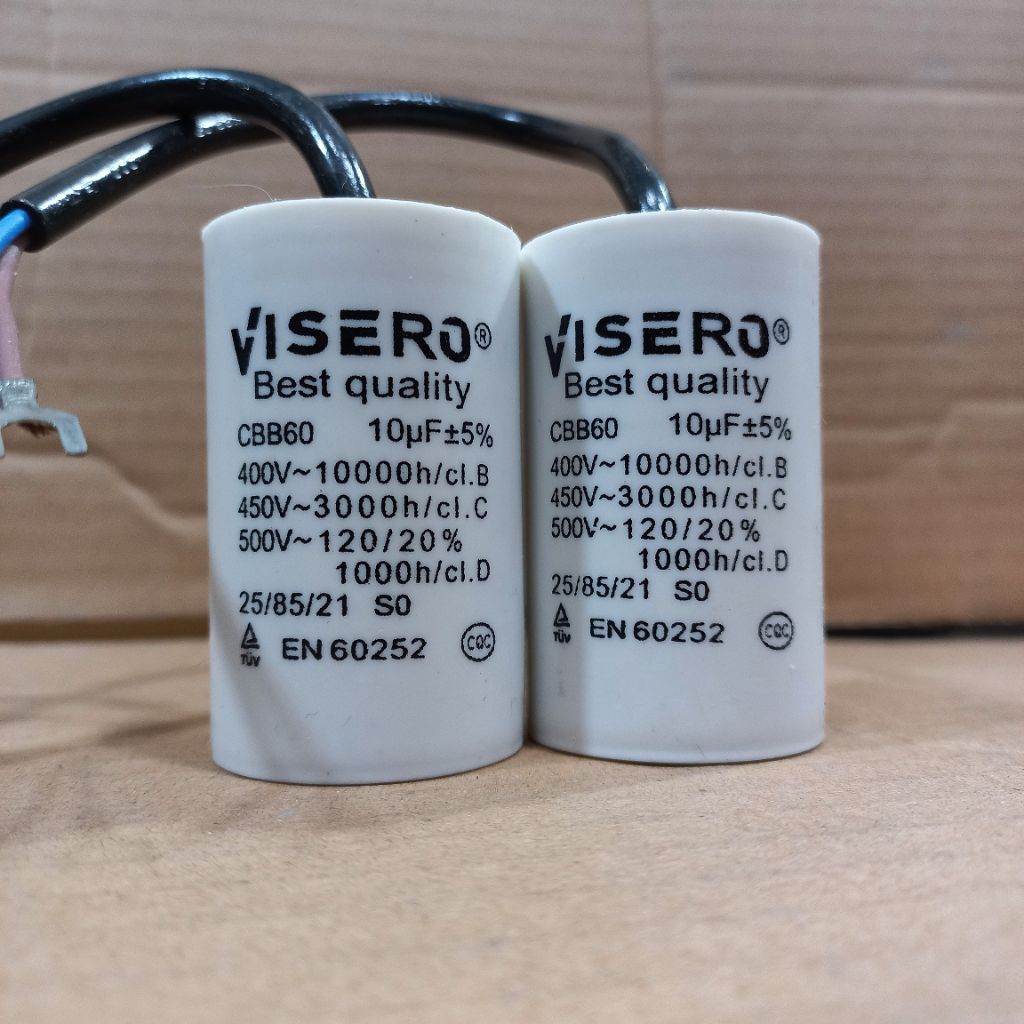 VISERO®
Best quality
CBB60 10µF±5%
400V~10000h/cl.B
450V~3000h/cl.C
500V~120/20%
1000h/cl.D
25/85/21 S0
TÜV EN 60252 CQC
VISERO®
Best quality
CBB60 10µF±5%
400V~10000h/cl.B
450V~3000h/cl.C
500V~120/20%
1000h/cl.D
25/85/21 S0
TÜV EN 60252 CQC